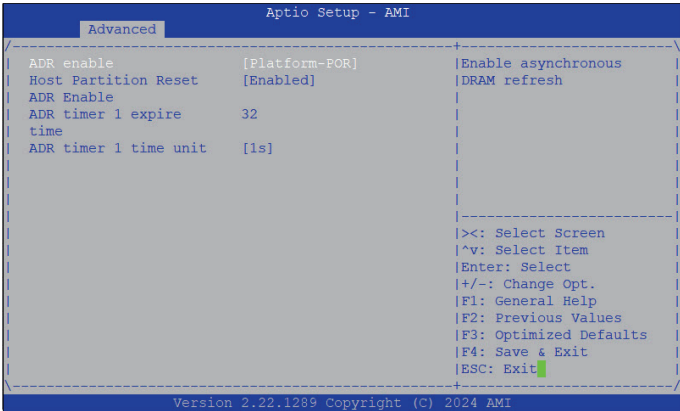 Aptio Setup - AMI
Advanced
ADR enable [Platform-POR]
Host Partition Reset [Enabled]
ADR Enable
ADR timer 1 expire 32
time
ADR timer 1 time unit [1s]
Enable asynchronous
DRAM refresh
><: Select Screen
^v: Select Item
Enter: Select
+/-: Change Opt.
F1: General Help
F2: Previous Values
F3: Optimized Defaults
F4: Save & Exit
ESC: Exit
Version 2.22.1289 Copyright (C) 2024 AMI